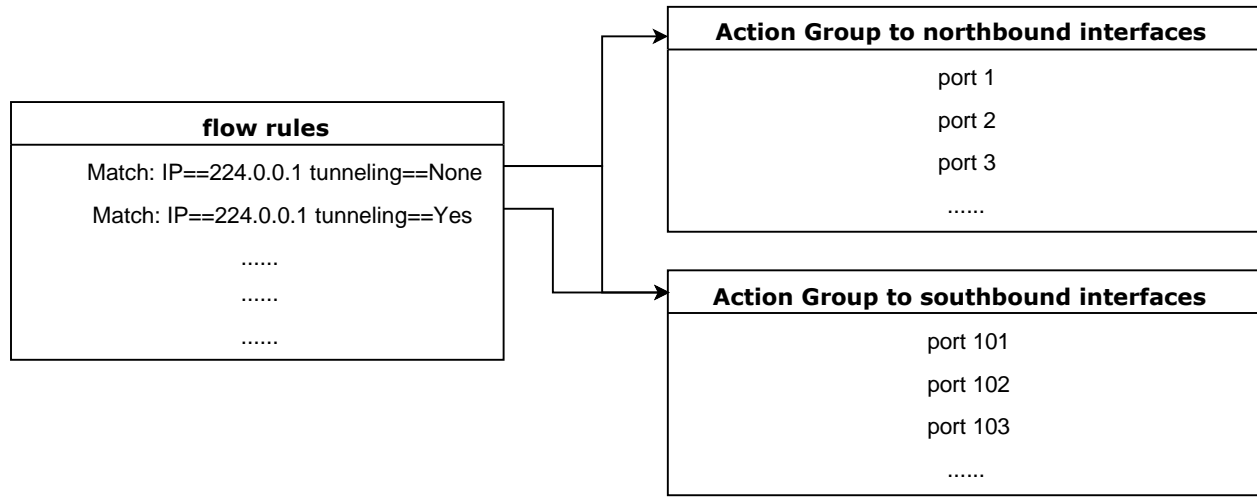 flow rules
Match: IP==224.0.0.1 tunneling==None
Match: IP==224.0.0.1 tunneling==Yes
......
......
......
Action Group to northbound interfaces
port 1
port 2
port 3
......
Action Group to southbound interfaces
port 101
port 102
port 103
......